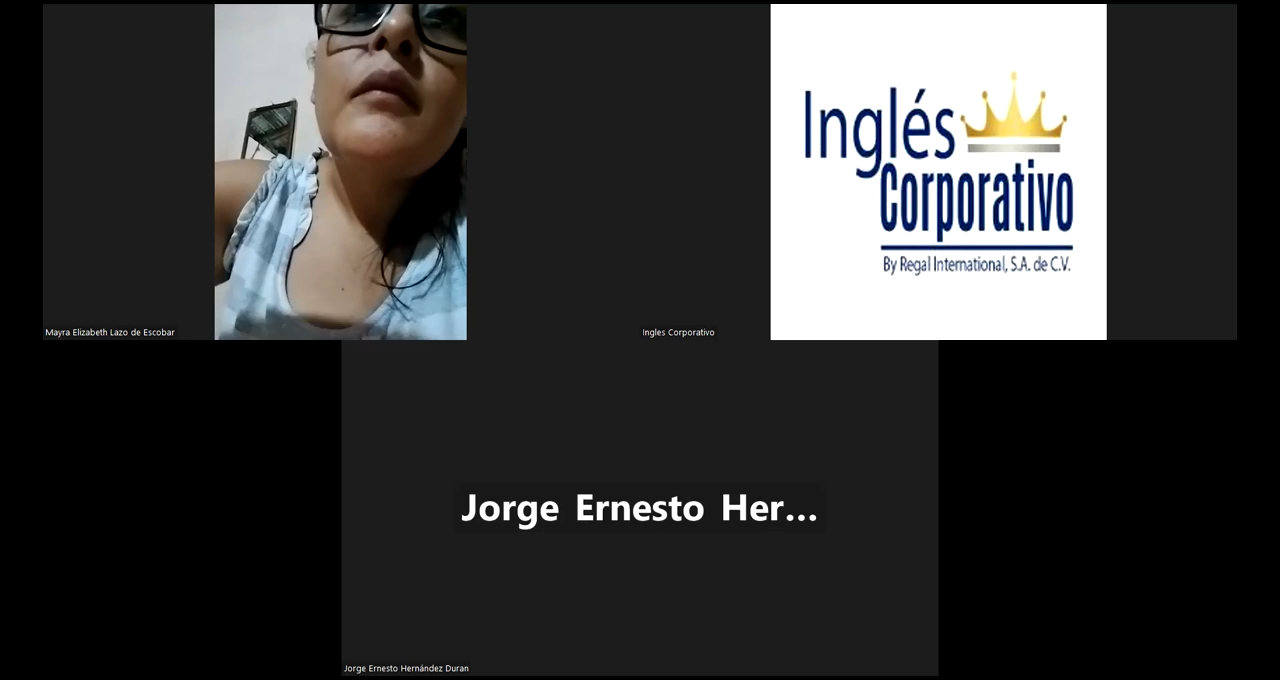 Inglés
Corporativo
By Regal International, S.A. de C.V.
Mayra Elizabeth Lazo de Escobar
Ingles Corporativo
Jorge Ernesto Her...
Jorge Ernesto Hernández Duran